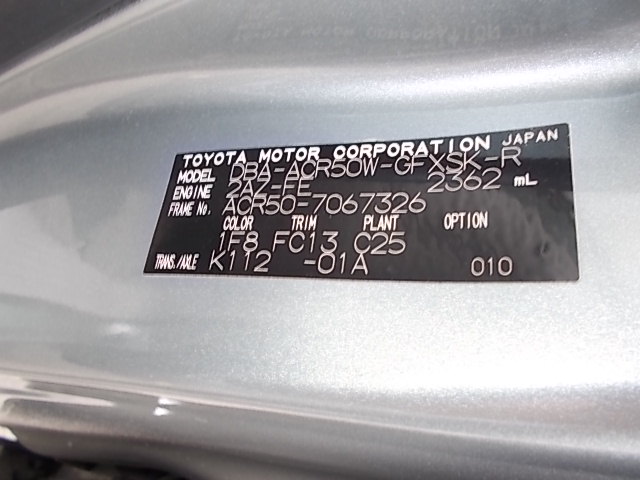 TOYOTA MOTOR CORPORATION JAPAN
MODEL DBA-ACR50W-GFXSK-R
ENGINE 2AZ-FE 2362 mL
FRAME No. ACR50-7067326
COLOR TRIM PLANT OPTION
1F8 FC13 C25
TRANS./AXLE K112 -01A 010